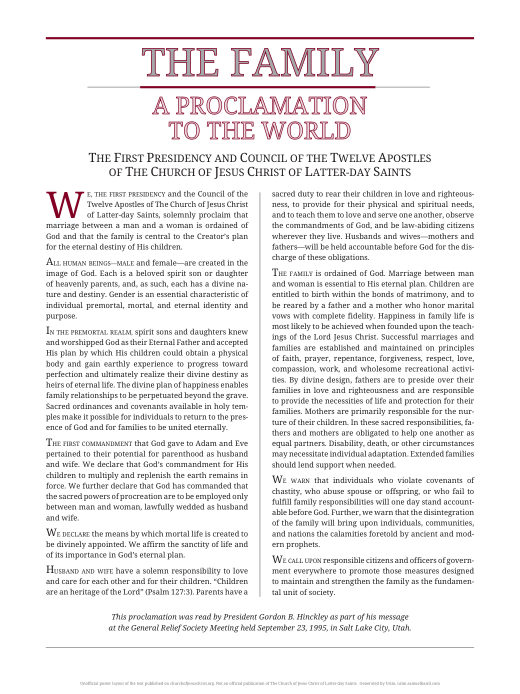 THE FAMILY
A PROCLAMATION
TO THE WORLD
The First Presidency and Council of the Twelve Apostles
of The Church of Jesus Christ of Latter-day Saints
We, the First Presidency and the Council of the
Twelve Apostles of The Church of Jesus Christ
of Latter-day Saints, solemnly proclaim that
marriage between a man and a woman is ordained of
God and that the family is central to the Creator's plan
for the eternal destiny of His children.
All human beings—male and female—are created in the
image of God. Each is a beloved spirit son or daughter
of heavenly parents, and, as such, each has a divine na-
ture and destiny. Gender is an essential characteristic of
individual premortal, mortal, and eternal identity and
purpose.
In the premortal realm, spirit sons and daughters knew
and worshipped God as their Eternal Father and accepted
His plan by which His children could obtain a physical
body and gain earthly experience to progress toward
perfection and ultimately realize their divine destiny as
heirs of eternal life. The divine plan of happiness enables
family relationships to be perpetuated beyond the grave.
Sacred ordinances and covenants available in holy tem-
ples make it possible for individuals to return to the pres-
ence of God and for families to be united eternally.
The first commandment that God gave to Adam and Eve
pertained to their potential for parenthood as husband
and wife. We declare that God's commandment for His
children to multiply and replenish the earth remains in
force. We further declare that God has commanded that
the sacred powers of procreation are to be employed only
between man and woman, lawfully wedded as husband
and wife.
We declare the means by which mortal life is created to
be divinely appointed. We affirm the sanctity of life and
of its importance in God's eternal plan.
Husband and wife have a solemn responsibility to love
and care for each other and for their children. "Children
are an heritage of the Lord" (Psalm 127:3). Parents have a
sacred duty to rear their children in love and righteous-
ness, to provide for their physical and spiritual needs,
and to teach them to love and serve one another, observe
the commandments of God, and be law-abiding citizens
wherever they live. Husbands and wives—mothers and
fathers—will be held accountable before God for the dis-
charge of these obligations.
The family is ordained of God. Marriage between man
and woman is essential to His eternal plan. Children are
entitled to birth within the bonds of matrimony, and to
be reared by a father and a mother who honor marital
vows with complete fidelity. Happiness in family life is
most likely to be achieved when founded upon the teach-
ings of the Lord Jesus Christ. Successful marriages and
families are established and maintained on principles
of faith, prayer, repentance, forgiveness, respect, love,
compassion, work, and wholesome recreational activi-
ties. By divine design, fathers are to preside over their
families in love and righteousness and are responsible
to provide the necessities of life and protection for their
families. Mothers are primarily responsible for the nur-
ture of their children. In these sacred responsibilities, fa-
thers and mothers are obligated to help one another as
equal partners. Disability, death, or other circumstances
may necessitate individual adaptation. Extended families
should lend support when needed.
We warn that individuals who violate covenants of
chastity, who abuse spouse or offspring, or who fail to
fulfill family responsibilities will one day stand account-
able before God. Further, we warn that the disintegration
of the family will bring upon individuals, communities,
and nations the calamities foretold by ancient and mod-
ern prophets.
We call upon responsible citizens and officers of govern-
ment everywhere to promote those measures designed
to maintain and strengthen the family as the fundamen-
tal unit of society.
This proclamation was read by President Gordon B. Hinckley as part of his message
at the General Relief Society Meeting held September 23, 1995, in Salt Lake City, Utah.